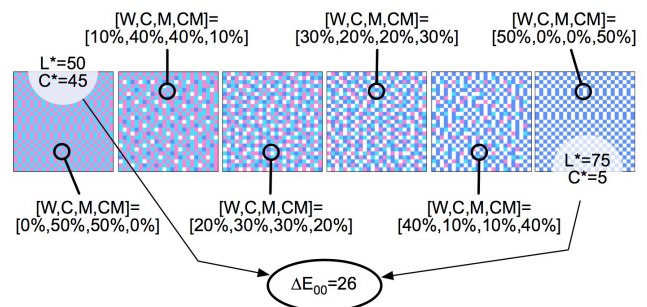 [W,C,M,CM]=
[10%,40%,40%,10%]
[W,C,M,CM]=
[30%,20%,20%,30%]
[W,C,M,CM]=
[50%,0%,0%,50%]
L*=50
C*=45
L*=75
C*=5
[W,C,M,CM]=
[0%,50%,50%,0%]
[W,C,M,CM]=
[20%,30%,30%,20%]
[W,C,M,CM]=
[40%,10%,10%,40%]
ΔE₀₀=26